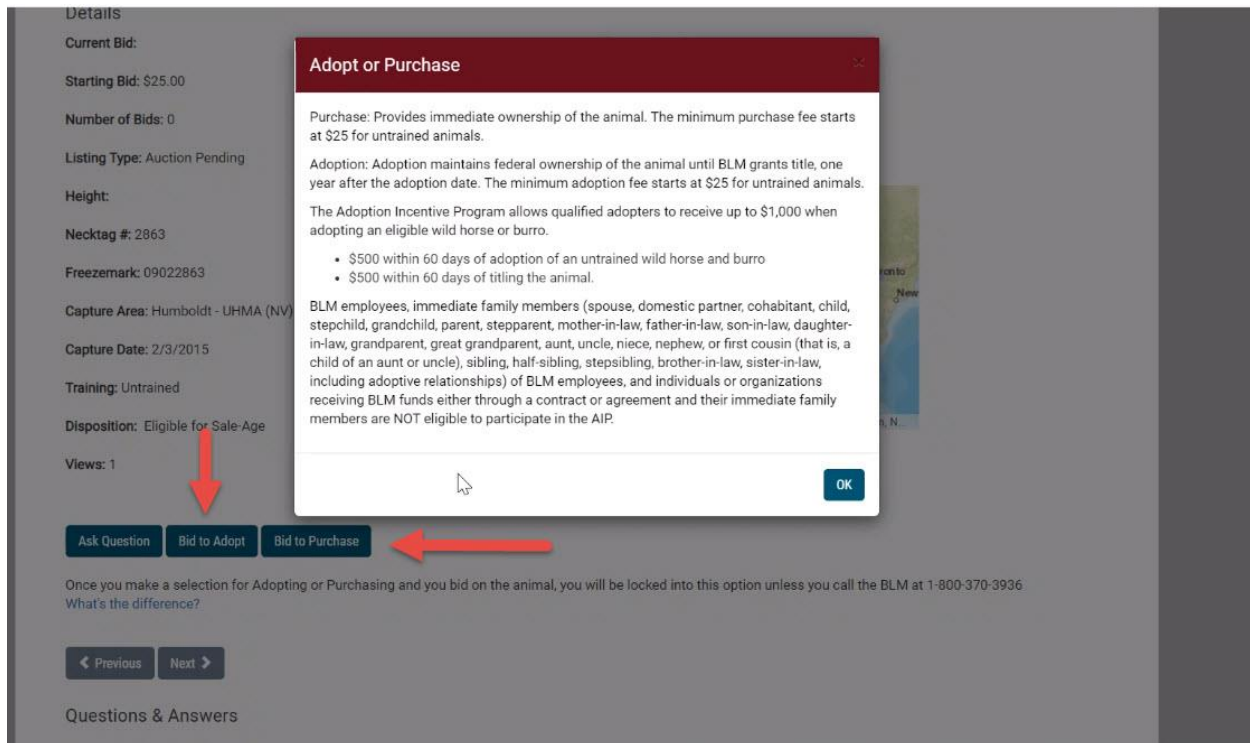 Details
Current Bid:
Starting Bid: $25.00
Number of Bids: 0
Listing Type: Auction Pending
Height:
Necktag #: 2863
Freezemark: 09022863
Capture Area: Humboldt - UHMA (NV)
Capture Date: 2/3/2015
Training: Untrained
Disposition: Eligible for Sale-Age
Views: 1
Adopt or Purchase
Purchase: Provides immediate ownership of the animal. The minimum purchase fee starts
at $25 for untrained animals.
Adoption: Adoption maintains federal ownership of the animal until BLM grants title, one
year after the adoption date. The minimum adoption fee starts at $25 for untrained animals.
The Adoption Incentive Program allows qualified adopters to receive up to $1,000 when
adopting an eligible wild horse or burro.
• $500 within 60 days of adoption of an untrained wild horse and burro
• $500 within 60 days of titling the animal.
BLM employees, immediate family members (spouse, domestic partner, cohabitant, child,
stepchild, grandchild, parent, stepparent, mother-in-law, father-in-law, son-in-law, daughter-
in-law, grandparent, great grandparent, aunt, uncle, niece, nephew, or first cousin (that is, a
child of an aunt or uncle), sibling, half-sibling, stepsibling, brother-in-law, sister-in-law,
including adoptive relationships) of BLM employees, and individuals or organizations
receiving BLM funds either through a contract or agreement and their immediate family
members are NOT eligible to participate in the AIP.
OK
New
Ask Question Bid to Adopt Bid to Purchase
Once you make a selection for Adopting or Purchasing and you bid on the animal, you will be locked into this option unless you call the BLM at 1-800-370-3936
What's the difference?
Previous Next
Questions & Answers